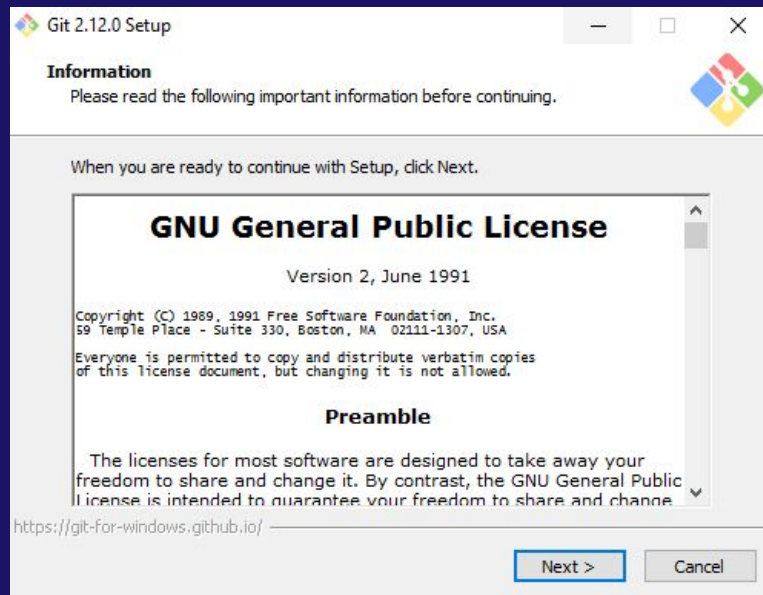 Git 2.12.0 Setup
Information
Please read the following important information before continuing.
When you are ready to continue with Setup, click Next.
GNU General Public License
Version 2, June 1991
Copyright (C) 1989, 1991 Free Software Foundation, Inc.
59 Temple Place - Suite 330, Boston, MA  02111-1307, USA
Everyone is permitted to copy and distribute verbatim copies
of this license document, but changing it is not allowed.
Preamble
The licenses for most software are designed to take away your
freedom to share and change it. By contrast, the GNU General Public
License is intended to guarantee your freedom to share and change
https://git-for-windows.github.io/
Next >
Cancel